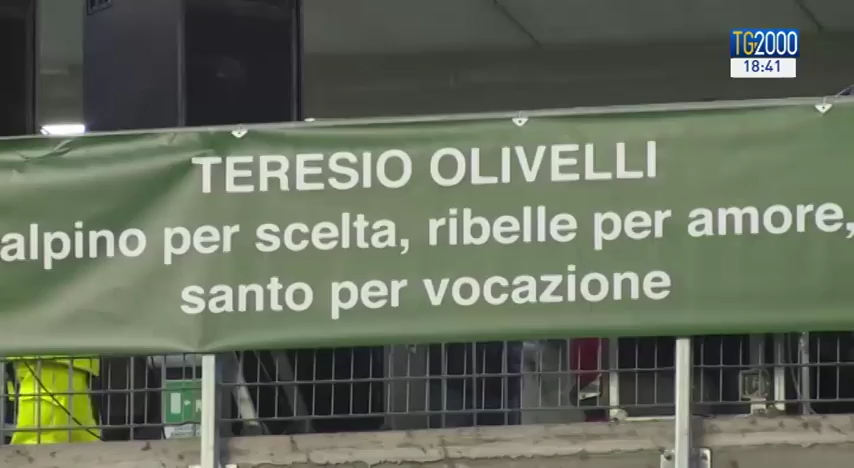 TG2000
18:41
TERESIO OLIVELLI
alpino per scelta, ribelle per amore,
santo per vocazione